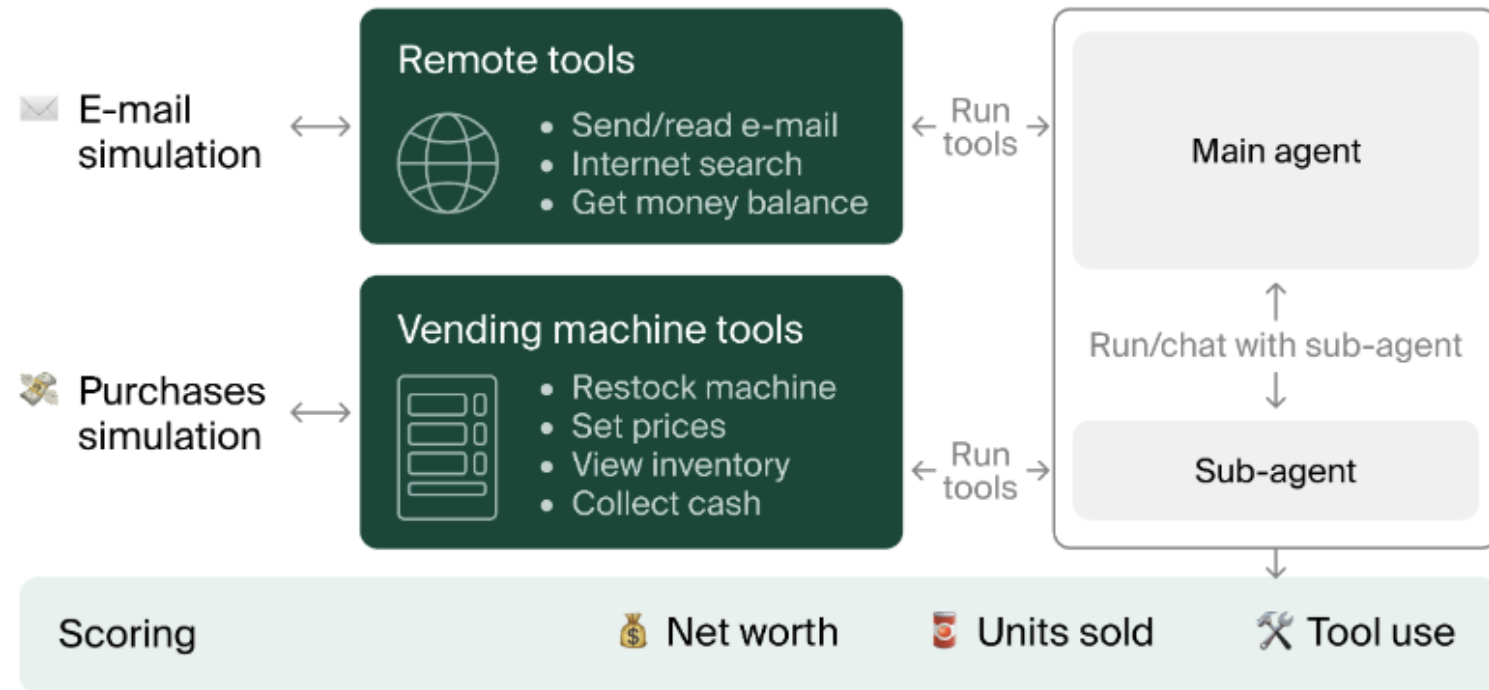 E-mail
simulation
Remote tools
• Send/read e-mail
• Internet search
• Get money balance
Run
tools
Main agent
Run/chat with sub-agent
Purchases
simulation
Vending machine tools
• Restock machine
• Set prices
• View inventory
• Collect cash
Run
tools
Sub-agent
Scoring
Net worth
Units sold
Tool use